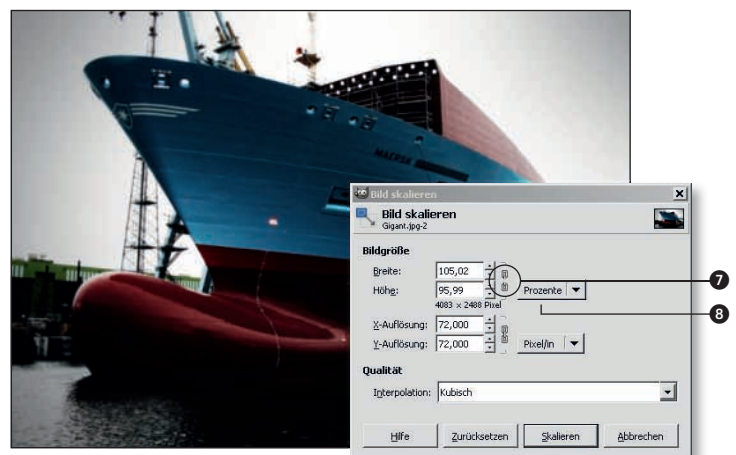 MAERSK
Bild skalieren
Bild skalieren
Gigant.jpg-2
Bildgröße
Breite: 105,02
Höhe: 95,99 Prozente
4083 × 2488 Pixel
X-Auflösung: 72,000
Y-Auflösung: 72,000 Pixel/in
Qualität
Interpolation: Kubisch
Hilfe Zurücksetzen Skalieren Abbrechen
7
8